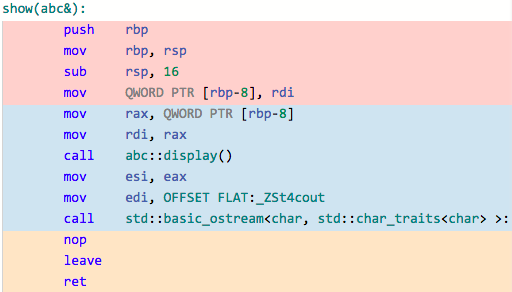 show(abc&):
push rbp
mov rbp, rsp
sub rsp, 16
mov QWORD PTR [rbp-8], rdi
mov rax, QWORD PTR [rbp-8]
mov rdi, rax
call abc::display()
mov esi, eax
mov edi, OFFSET FLAT:_ZSt4cout
call std::basic_ostream<char, std::char_traits<char> >:
nop
leave
ret